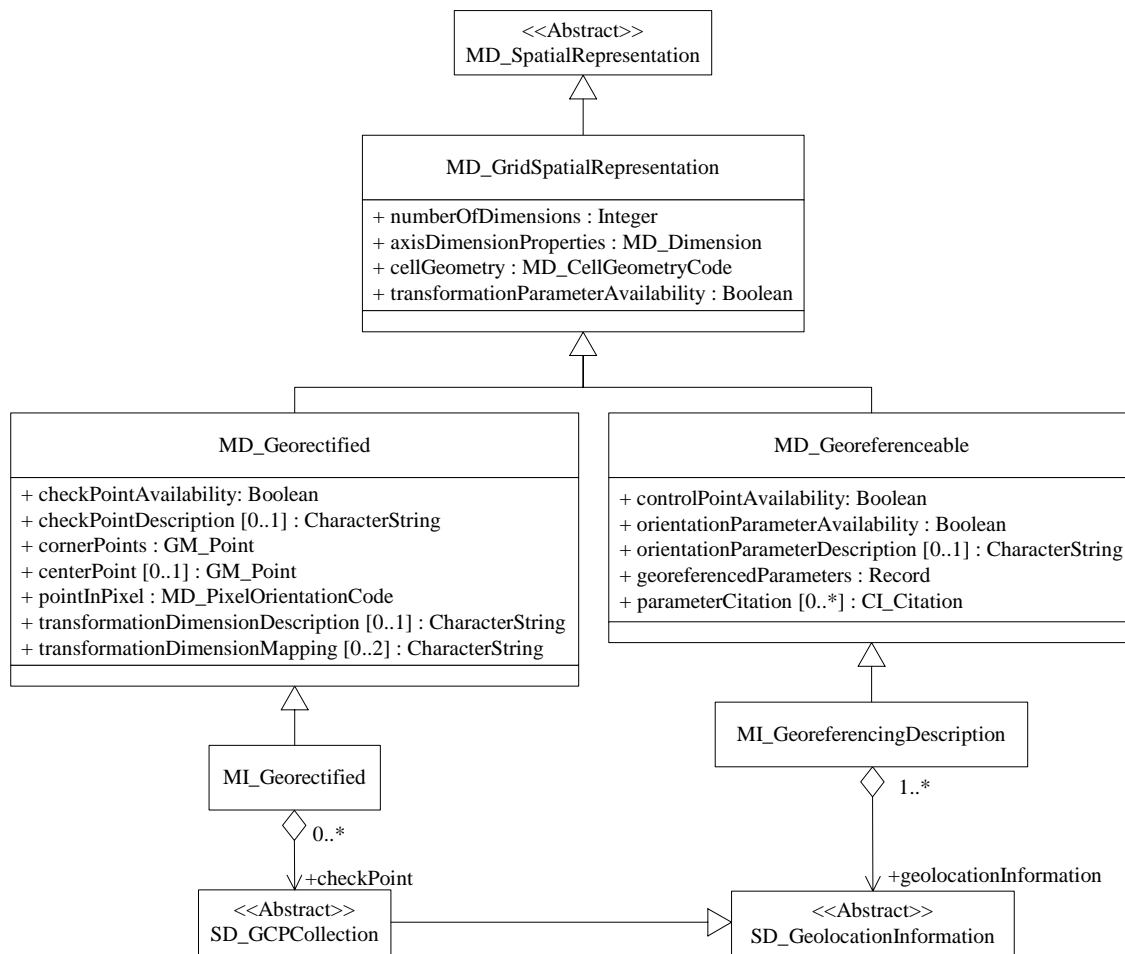 <<Abstract>>
MD_SpatialRepresentation
MD_GridSpatialRepresentation
+ numberOfDimensions : Integer
+ axisDimensionProperties : MD_Dimension
+ cellGeometry : MD_CellGeometryCode
+ transformationParameterAvailability : Boolean
MD_Georectified
+ checkPointAvailability: Boolean
+ checkPointDescription [0..1] : CharacterString
+ cornerPoints : GM_Point
+ centerPoint [0..1] : GM_Point
+ pointInPixel : MD_PixelOrientationCode
+ transformationDimensionDescription [0..1] : CharacterString
+ transformationDimensionMapping [0..2] : CharacterString
MD_Georeferenceable
+ controlPointAvailability: Boolean
+ orientationParameterAvailability : Boolean
+ orientationParameterDescription [0..1] : CharacterString
+ georeferencedParameters : Record
+ parameterCitation [0..*] : CI_Citation
MI_Georectified
0..*
+checkPoint
MI_GeoreferencingDescription
1..*
+geolocationInformation
<<Abstract>>
SD_GCPCollection
<<Abstract>>
SD_GeolocationInformation